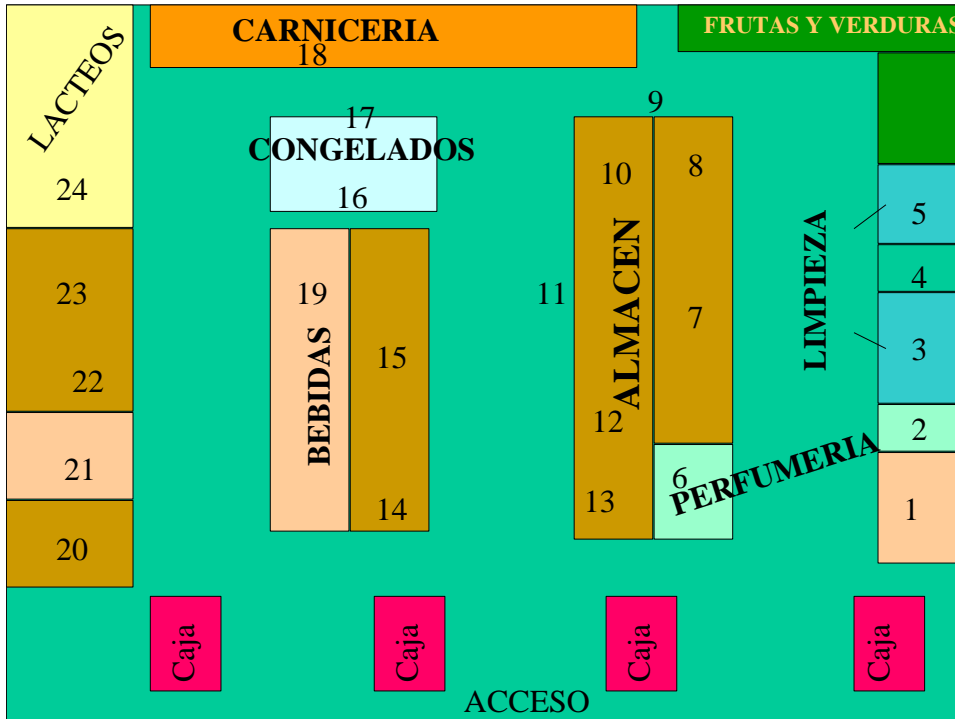 CARNICERIA
18
FRUTAS Y VERDURAS
LACTEOS
24
17
CONGELADOS
16
9
10
8
5
4
LIMPIEZA
3
23
22
19
BEBIDAS
15
14
11
ALMACEN
7
12
13
6
PERFUMERIA
2
1
21
20
Caja
Caja
Caja
Caja
ACCESO